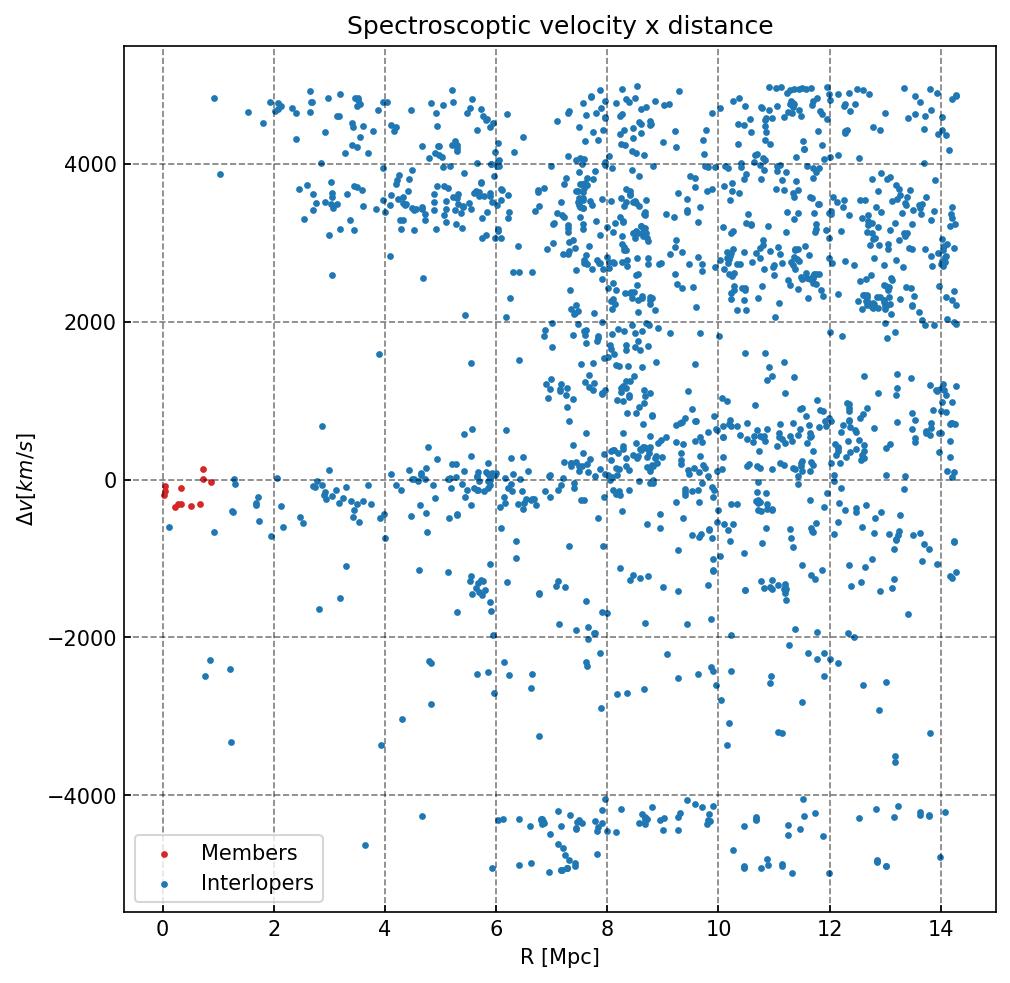 Spectroscoptic velocity x distance
Δv[km/s]
4000
2000
0
−2000
−4000
Members
Interlopers
0 2 4 6 8 10 12 14
R [Mpc]